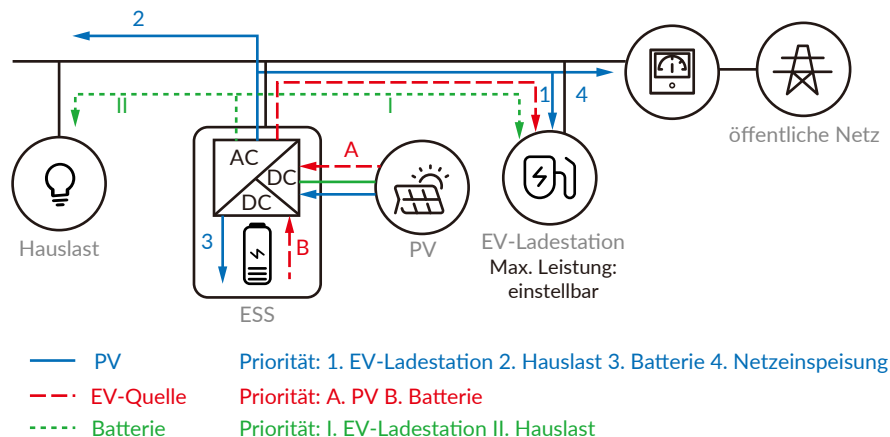 2
II
I
1
4
öffentliche Netz
AC
DC
DC
A
3
B
Hauslast
PV
EV-Ladestation
Max. Leistung:
einstellbar
ESS
PV Priorität: 1. EV-Ladestation 2. Hauslast 3. Batterie 4. Netzeinspeisung
EV-Quelle Priorität: A. PV B. Batterie
Batterie Priorität: I. EV-Ladestation II. Hauslast